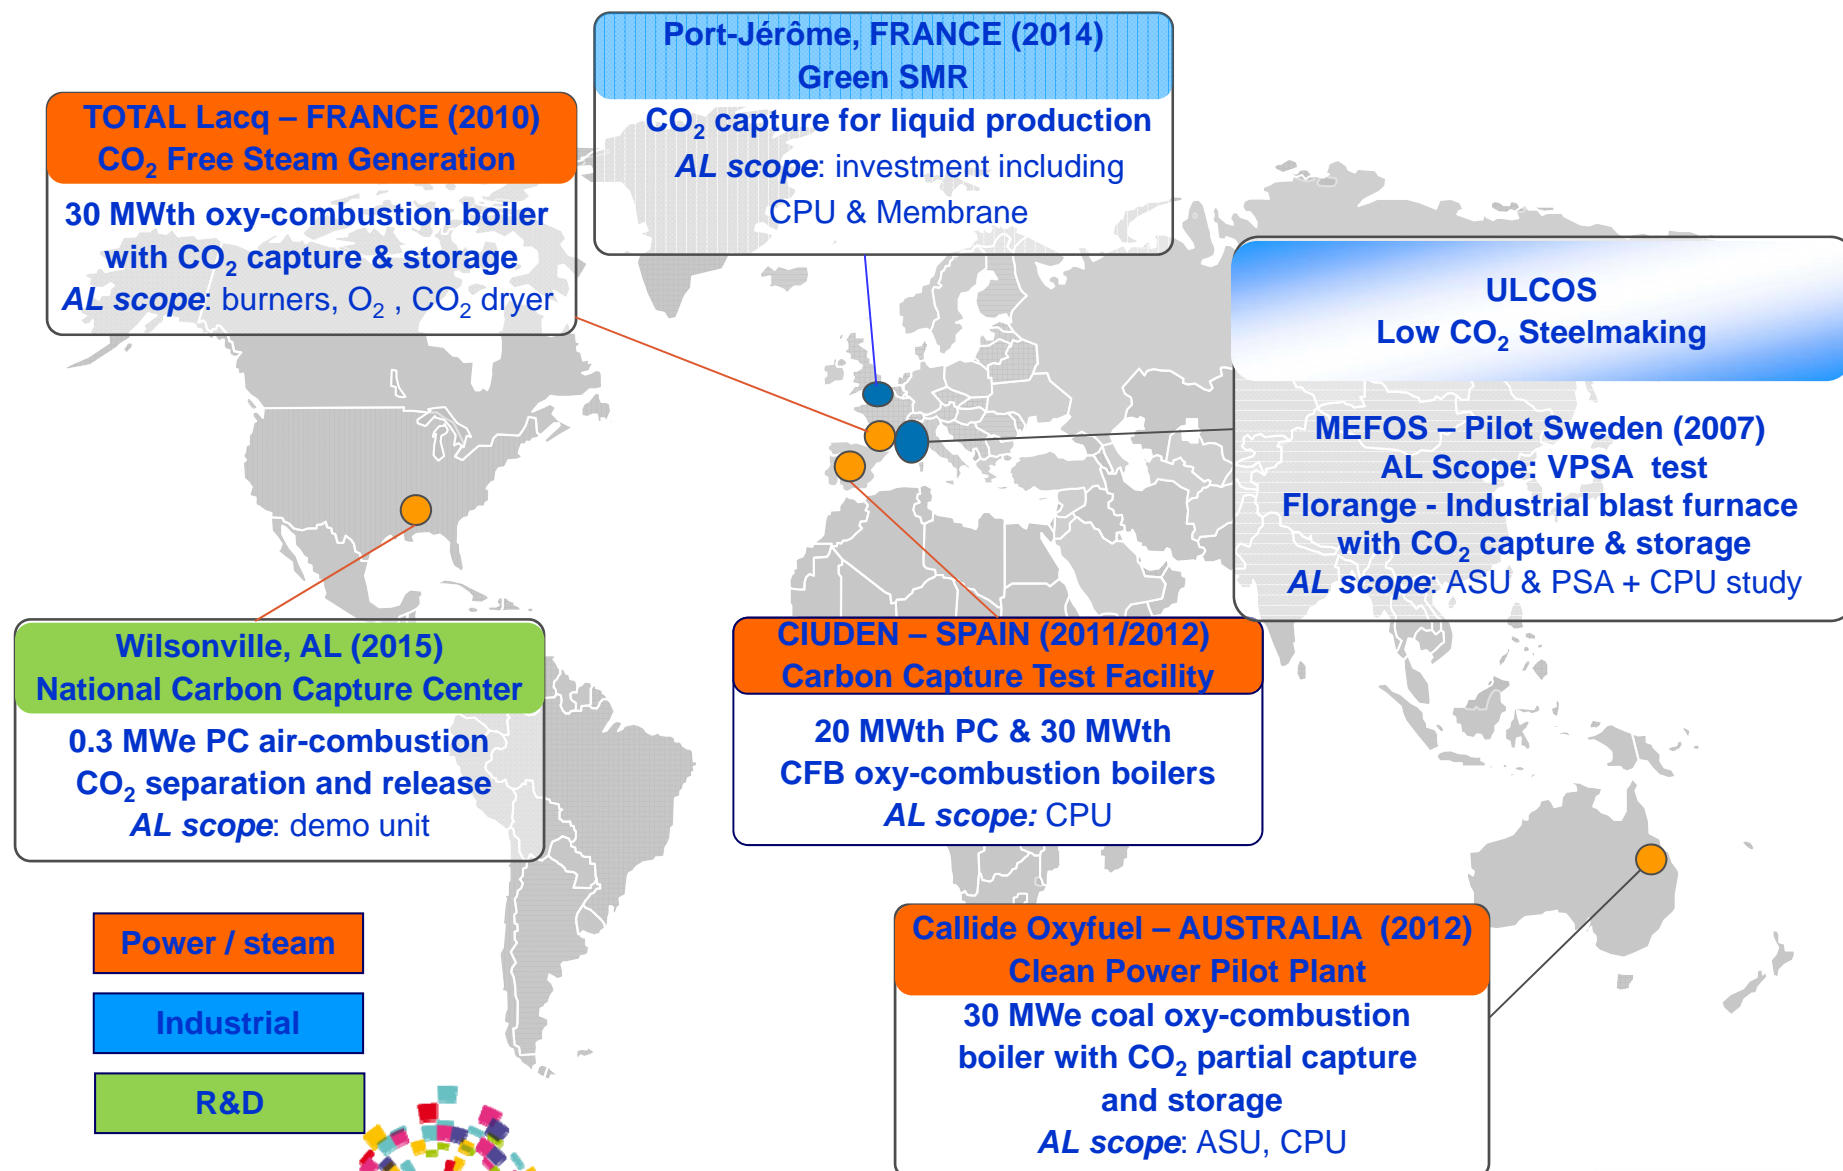 Port-Jérôme, FRANCE (2014)
Green SMR
CO₂ capture for liquid production
AL scope: investment including
CPU & Membrane
TOTAL Lacq – FRANCE (2010)
CO₂ Free Steam Generation
30 MWth oxy-combustion boiler
with CO₂ capture & storage
AL scope: burners, O₂ , CO₂ dryer
ULCOS
Low CO₂ Steelmaking
MEFOS – Pilot Sweden (2007)
AL Scope: VPSA test
Florange - Industrial blast furnace
with CO₂ capture & storage
AL scope: ASU & PSA + CPU study
Wilsonville, AL (2015)
National Carbon Capture Center
0.3 MWe PC air-combustion
CO₂ separation and release
AL scope: demo unit
CIUDEN – SPAIN (2011/2012)
Carbon Capture Test Facility
20 MWth PC & 30 MWth
CFB oxy-combustion boilers
AL scope: CPU
Callide Oxyfuel – AUSTRALIA (2012)
Clean Power Pilot Plant
30 MWe coal oxy-combustion
boiler with CO₂ partial capture
and storage
AL scope: ASU, CPU
Power / steam
Industrial
R&D